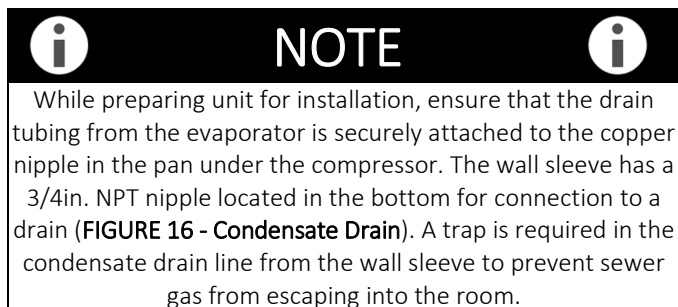 NOTE
While preparing unit for installation, ensure that the drain
tubing from the evaporator is securely attached to the copper
nipple in the pan under the compressor. The wall sleeve has a
3/4in. NPT nipple located in the bottom for connection to a
drain (FIGURE 16 - Condensate Drain). A trap is required in the
condensate drain line from the wall sleeve to prevent sewer
gas from escaping into the room.